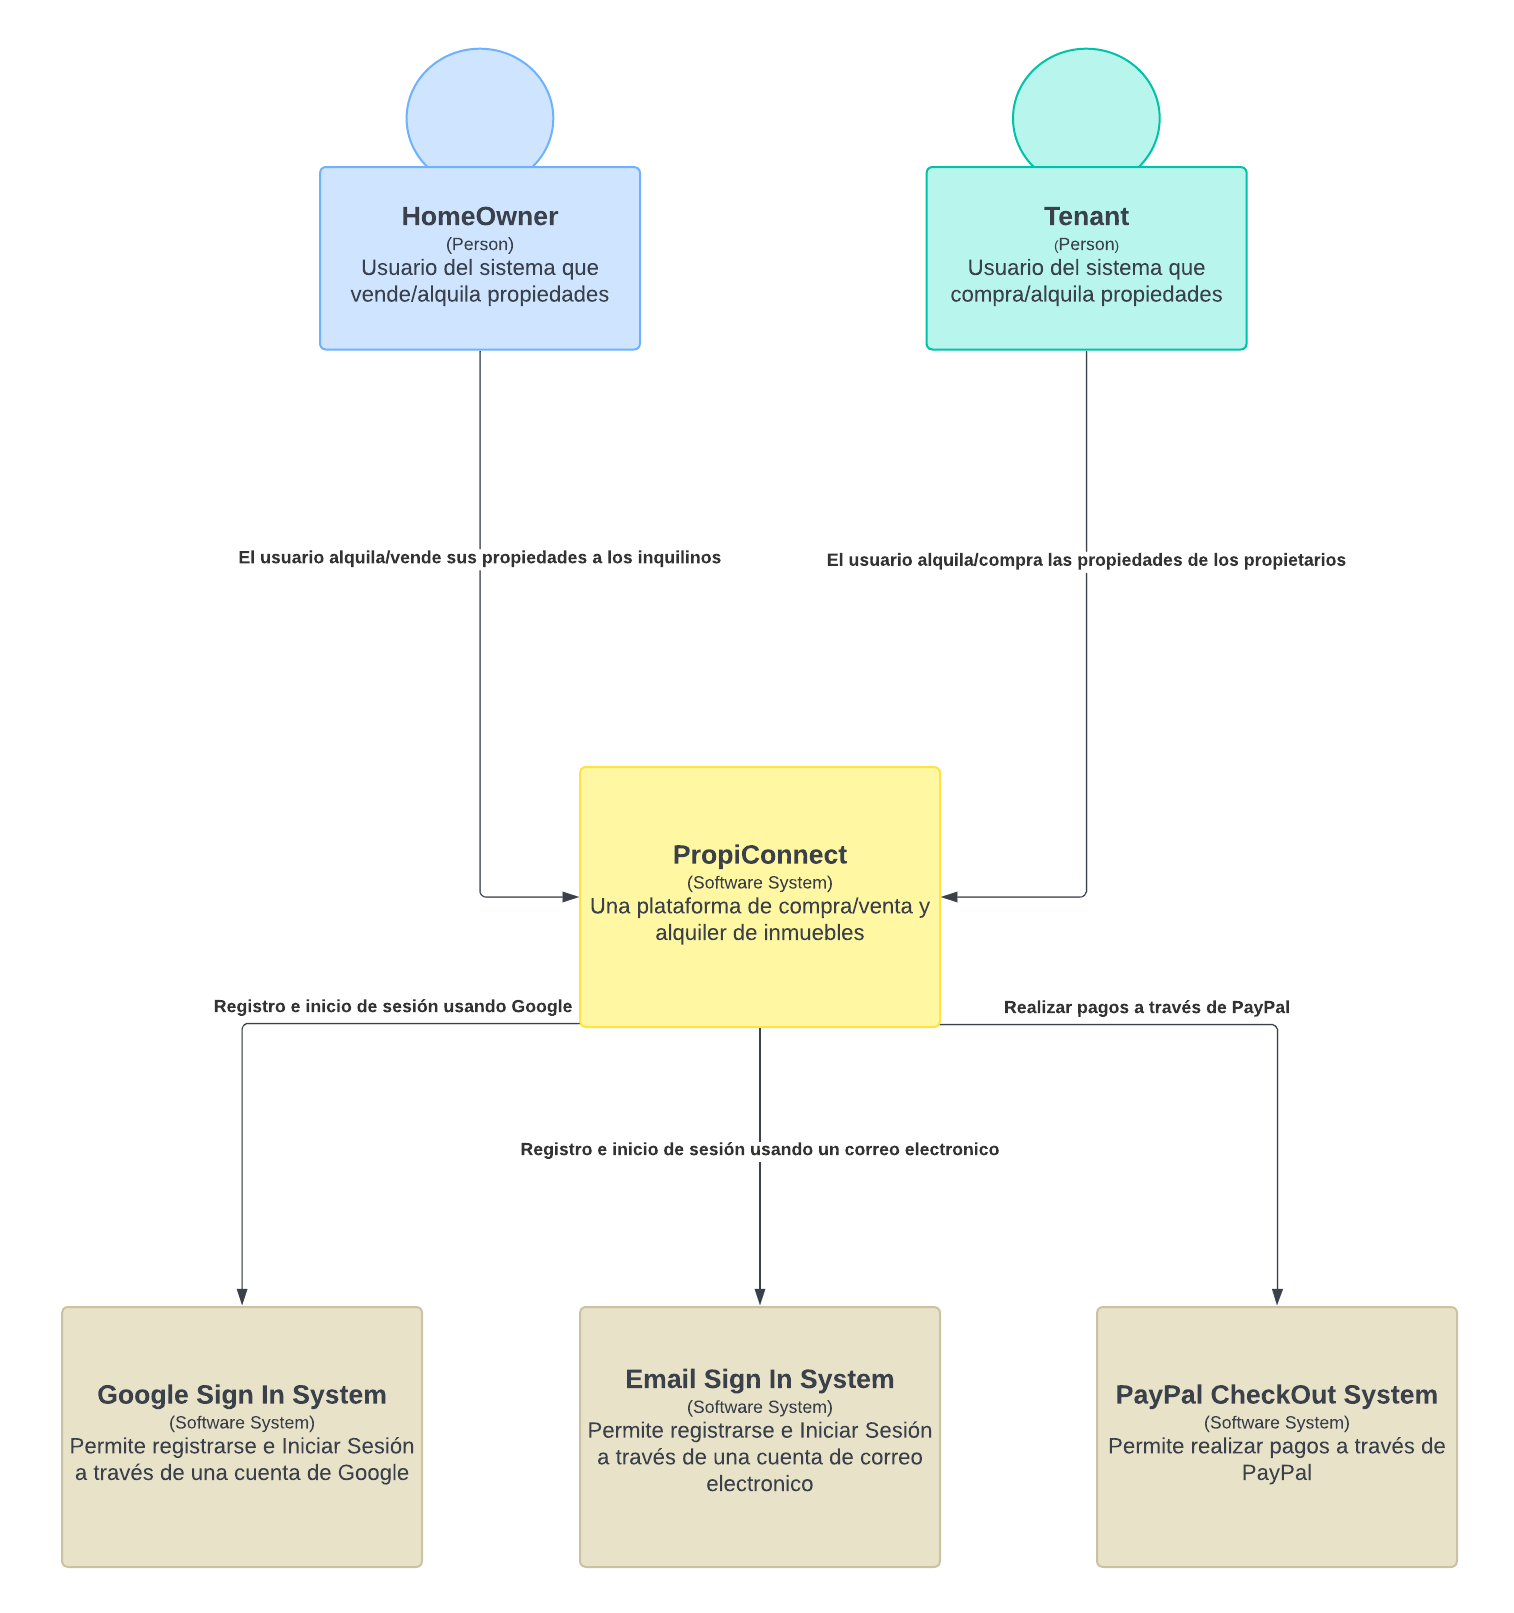 HomeOwner
(Person)
Usuario del sistema que
vende/alquila propiedades
Tenant
(Person)
Usuario del sistema que
compra/alquila propiedades
El usuario alquila/vende sus propiedades a los inquilinos
El usuario alquila/compra las propiedades de los propietarios
PropiConnect
(Software System)
Una plataforma de compra/venta y
alquiler de inmuebles
Registro e inicio de sesión usando Google
Realizar pagos a través de PayPal
Registro e inicio de sesión usando un correo electronico
Google Sign In System
(Software System)
Permite registrarse e Iniciar Sesión
a través de una cuenta de Google
Email Sign In System
(Software System)
Permite registrarse e Iniciar Sesión
a través de una cuenta de correo
electronico
PayPal CheckOut System
(Software System)
Permite realizar pagos a través de
PayPal